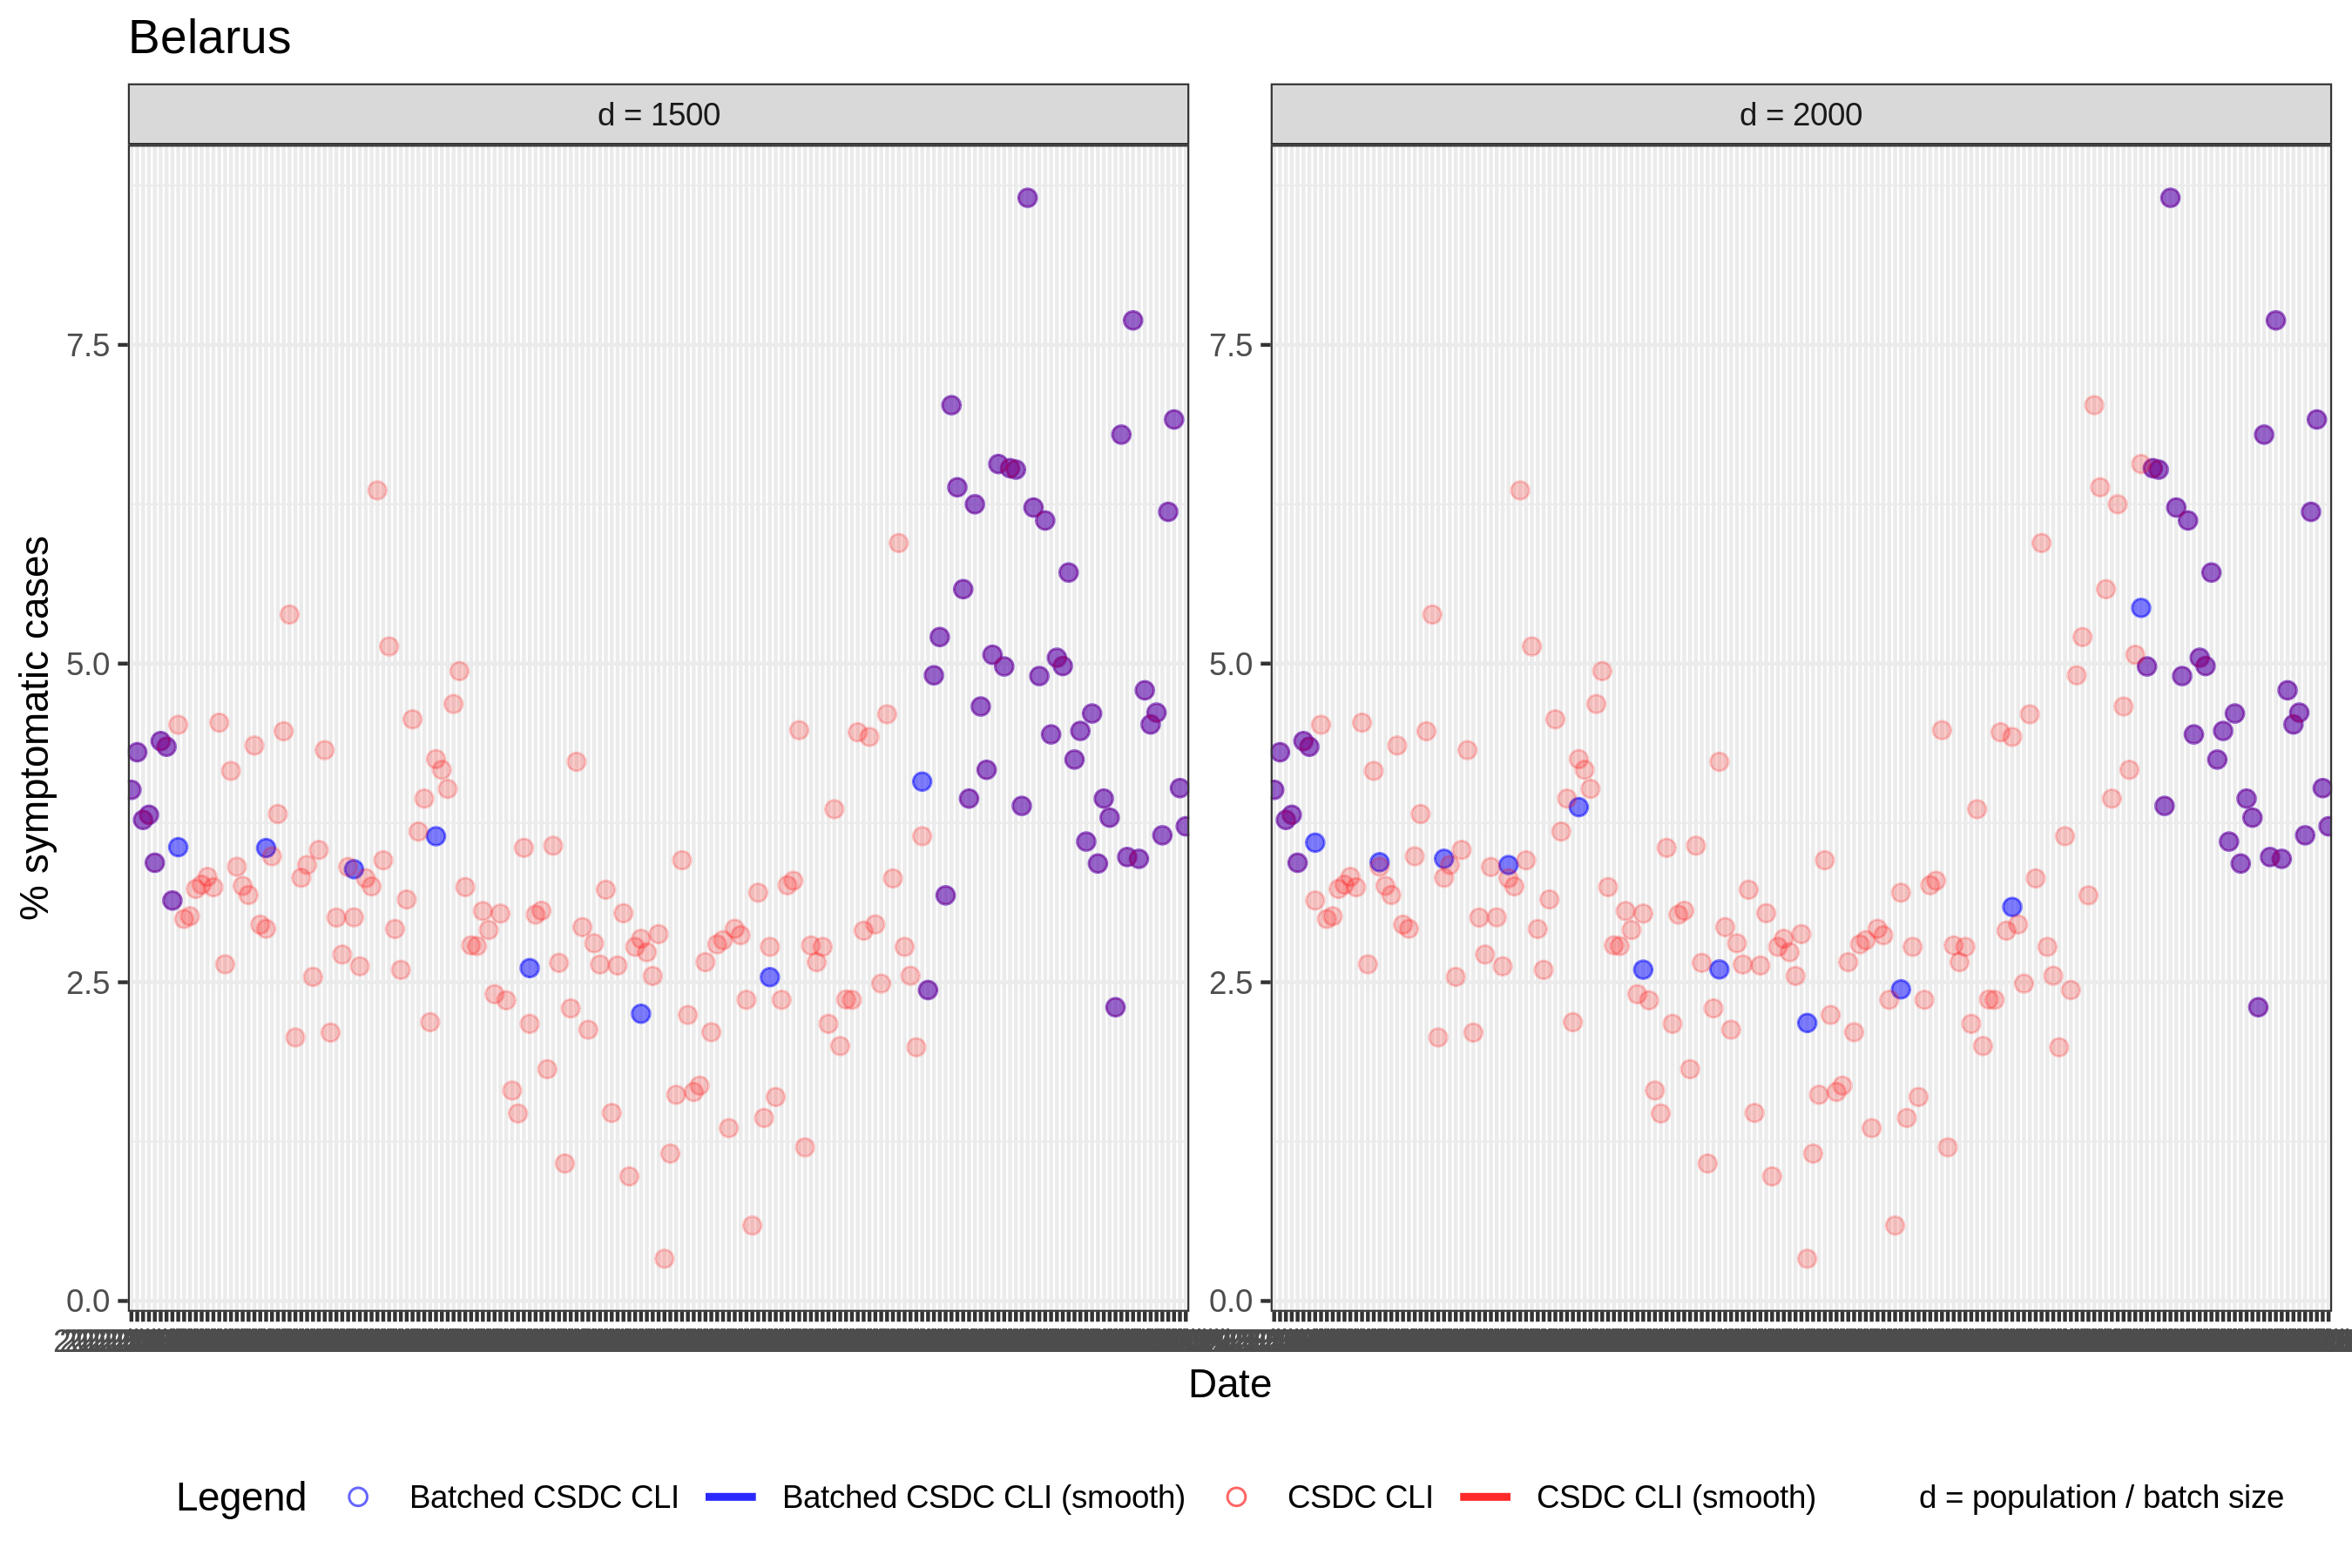 Belarus
d = 1500
d = 2000
% symptomatic cases
7.5
5.0
2.5
0.0
7.5
5.0
2.5
0.0
Date
Legend Batched CSDC CLI Batched CSDC CLI (smooth) CSDC CLI CSDC CLI (smooth) d = population / batch size